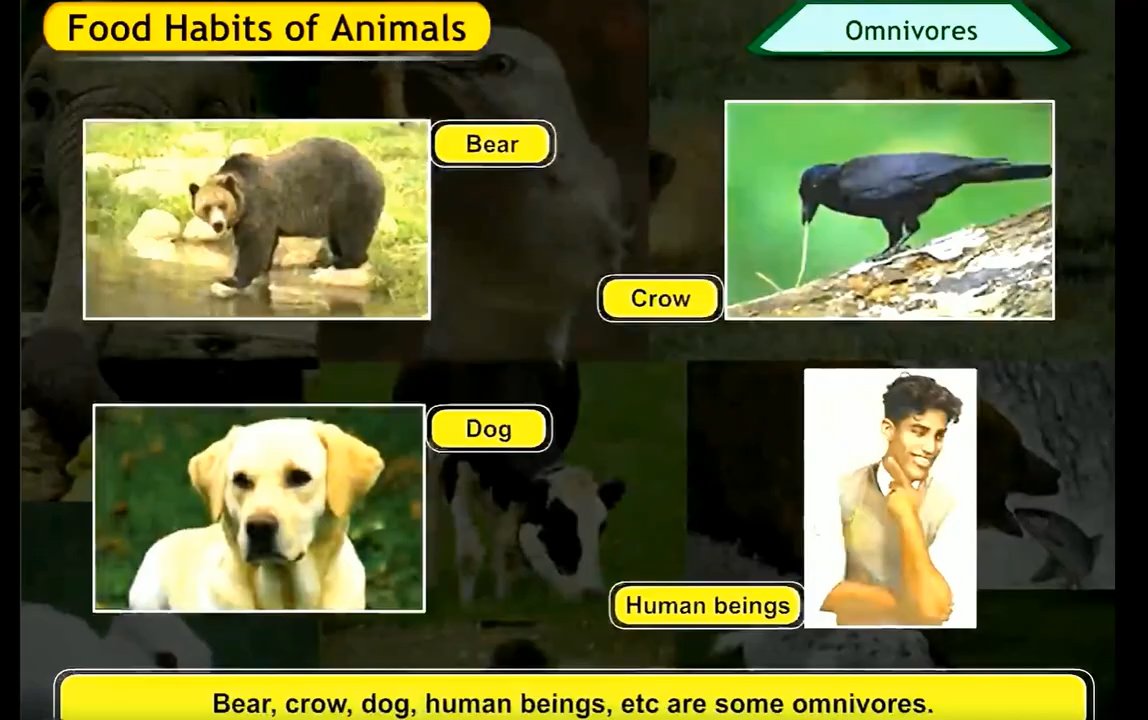 Food Habits of Animals
Omnivores
Bear
Crow
Dog
Human beings
Bear, crow, dog, human beings, etc are some omnivores.